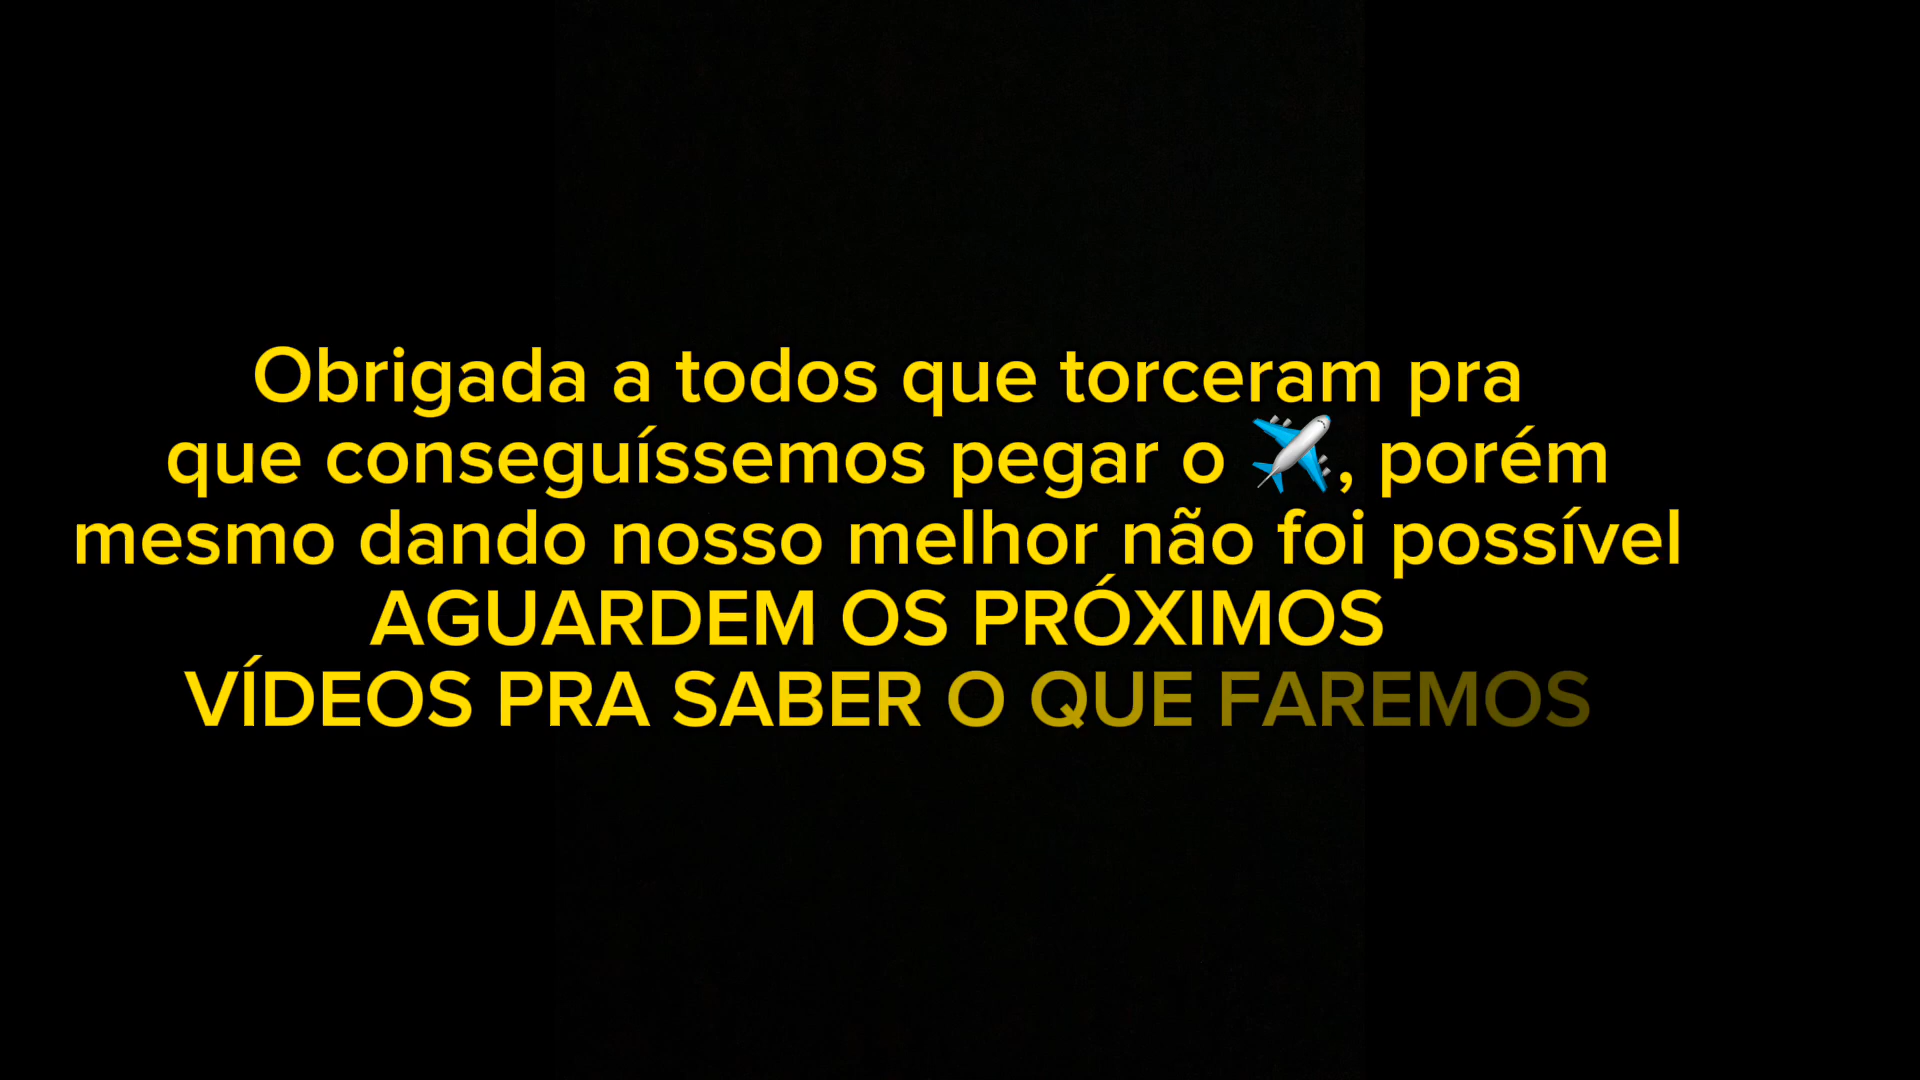 Obrigada a todos que torceram pra
que conseguíssemos pegar o ✈️, porém
mesmo dando nosso melhor não foi possível
AGUARDEM OS PRÓXIMOS
VÍDEOS PRA SABER O QUE FAREMOS